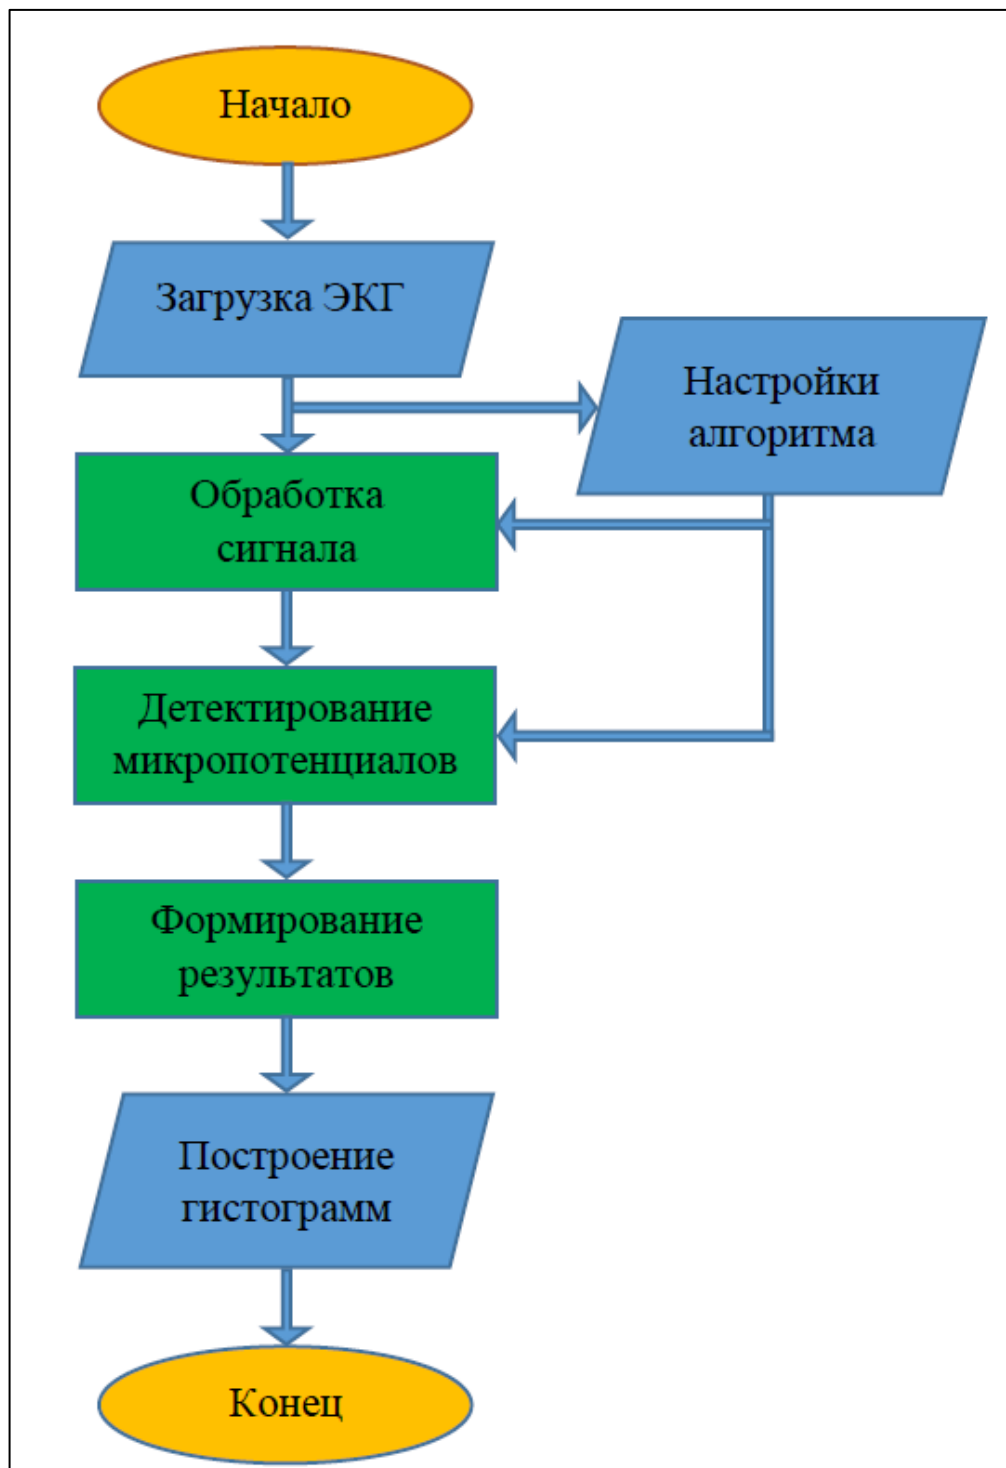 Начало
Загрузка ЭКГ
Настройки
алгоритма
Обработка
сигнала
Детектирование
микропотенциалов
Формирование
результатов
Построение
гистограмм
Конец